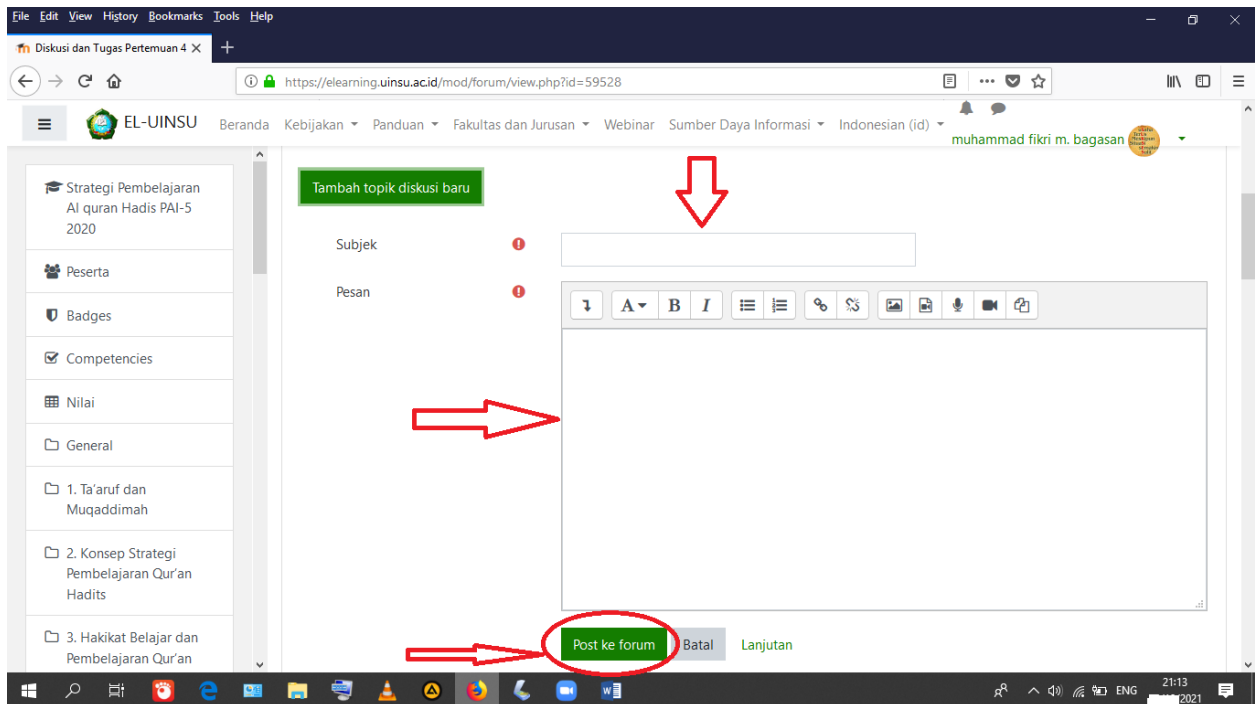 File Edit View History Bookmarks Tools Help
Diskusi dan Tugas Pertemuan 4
https://elearning.uinsu.ac.id/mod/forum/view.php?id=59528
EL-UINSU Beranda Kebijakan Panduan Fakultas dan Jurusan Webinar Sumber Daya Informasi Indonesian (id)
muhammad fikri m. bagasan
Strategi Pembelajaran
Al quran Hadis PAI-5
2020
Peserta
Badges
Competencies
Nilai
General
1. Ta'aruf dan
Muqaddimah
2. Konsep Strategi
Pembelajaran Qur'an
Hadits
3. Hakikat Belajar dan
Pembelajaran Qur'an
Tambah topik diskusi baru
Subjek
Pesan
A B I
Post ke forum Batal Lanjutan
ENG
21:13
2021